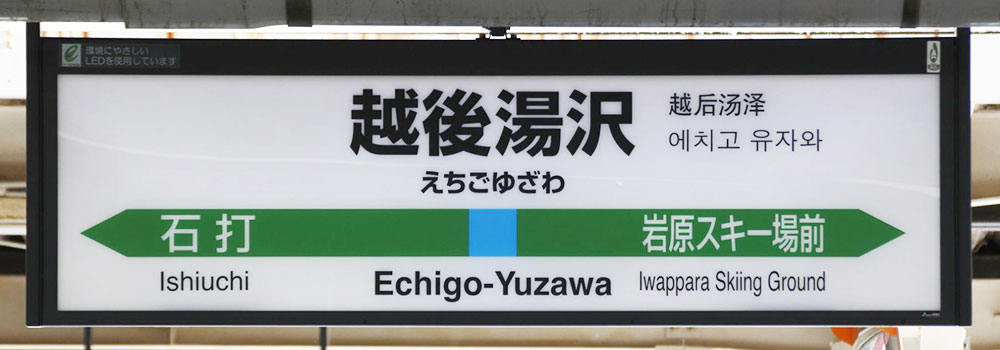 環境にやさしい
LEDを使用しています
越後湯沢
越后汤泽
에치고 유자와
えちごゆざわ
石打
岩原スキー場前
Ishiuchi
Echigo-Yuzawa
Iwappara Skiing Ground